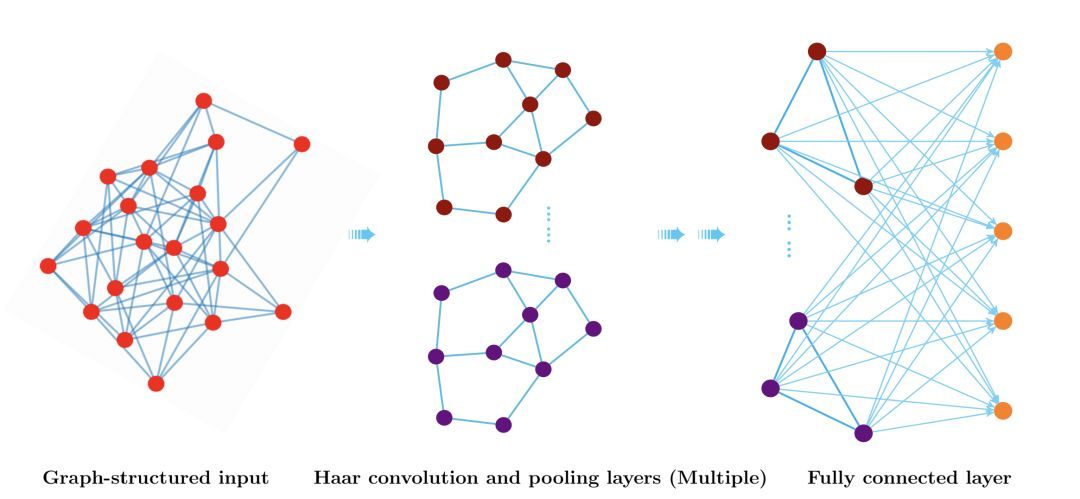 Graph-structured input
Haar convolution and pooling layers (Multiple)
Fully connected layer